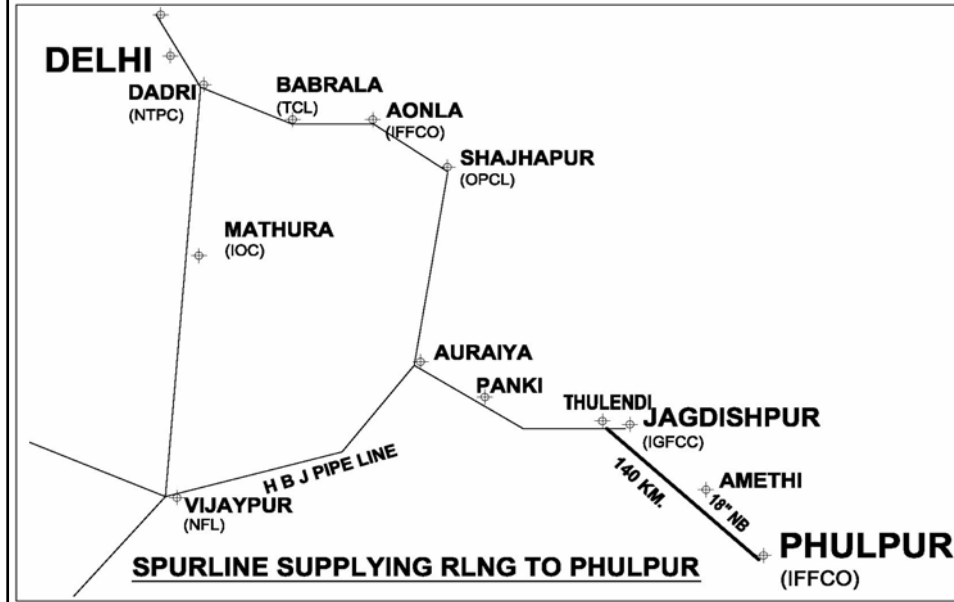 DELHI
DADRI
(NTPC)
BABRALA
(TCL)
AONLA
(IFFCO)
SHAJHAPUR
(OPCL)
MATHURA
(IOC)
AURAIYA
PANKI
THULENDI
JAGDISHPUR
(IGFCC)
H B J PIPE LINE
140 KM.
AMETHI
18" NB
VIJAYPUR
(NFL)
PHULPUR
(IFFCO)
SPURLINE SUPPLYING RLNG TO PHULPUR